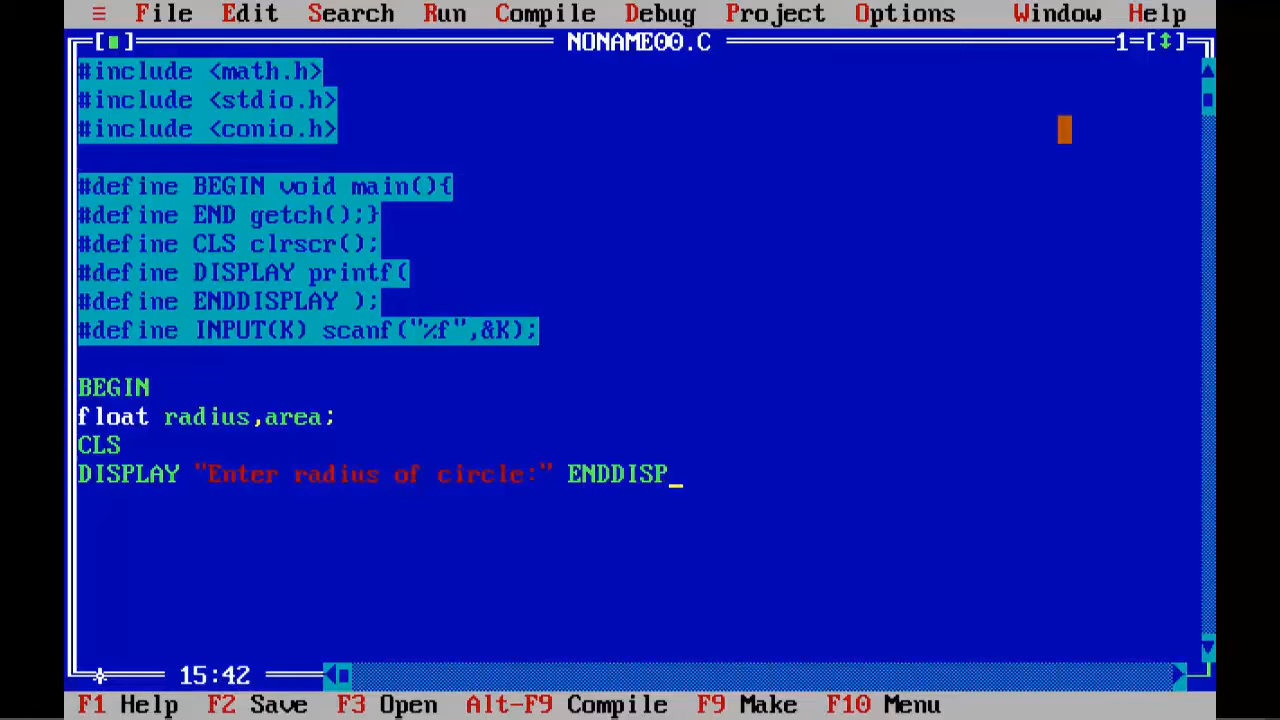 ≡ File Edit Search Run Compile Debug Project Options Window Help
[■] NONAME00.C 1=[↕]
#include <math.h>
#include <stdio.h>
#include <conio.h>
#define BEGIN void main(){
#define END getch();}
#define CLS clrscr();
#define DISPLAY printf(
#define ENDDISPLAY );
#define INPUT(K) scanf("%f",&K);
BEGIN
float radius,area;
CLS
DISPLAY "Enter radius of circle:" ENDDISP_
* 15:42
F1 Help F2 Save F3 Open Alt-F9 Compile F9 Make F10 Menu